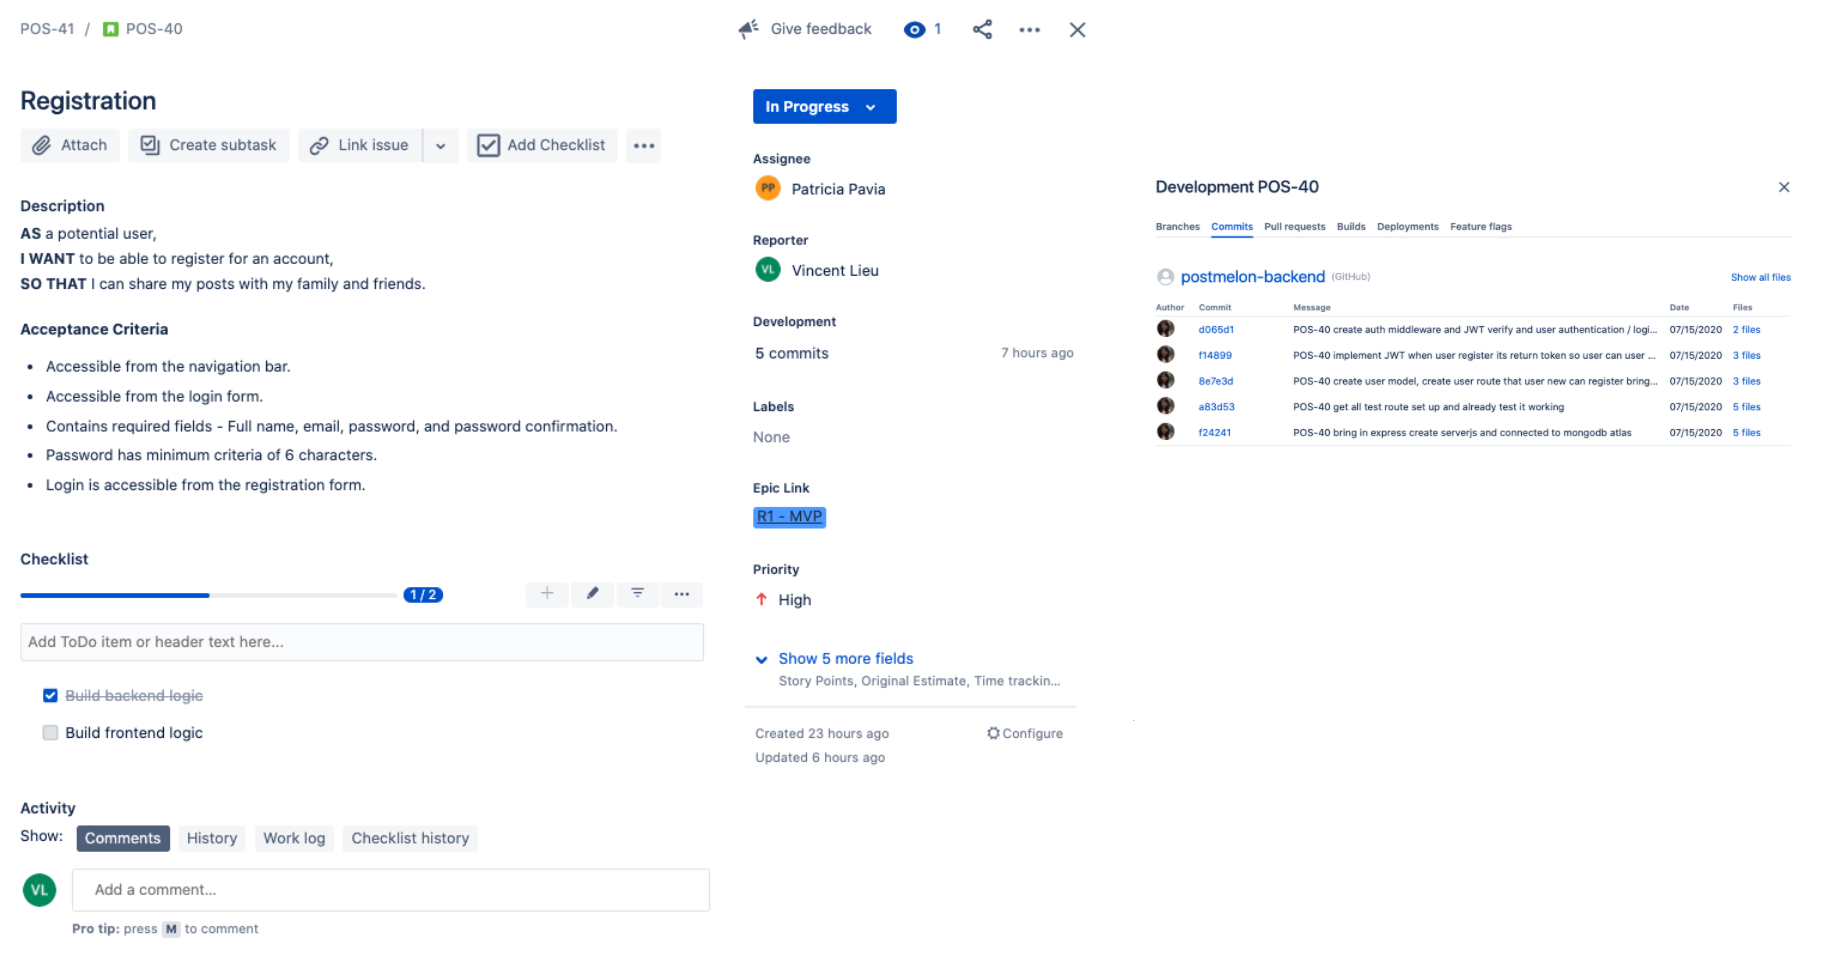 POS-41 / POS-40
Give feedback 1
Registration
Attach Create subtask Link issue Add Checklist
Description
AS a potential user,
I WANT to be able to register for an account,
SO THAT I can share my posts with my family and friends.
Acceptance Criteria
• Accessible from the navigation bar.
• Accessible from the login form.
• Contains required fields - Full name, email, password, and password confirmation.
• Password has minimum criteria of 6 characters.
• Login is accessible from the registration form.
Checklist
1 / 2
Add ToDo item or header text here...
Build backend logic
Build frontend logic
Activity
Show: Comments History Work log Checklist history
VL Add a comment...
Pro tip: press M to comment
In Progress
Assignee
PP Patricia Pavia
Reporter
VL Vincent Lieu
Development
5 commits 7 hours ago
Labels
None
Epic Link
R1 - MVP
Priority
High
Show 5 more fields
Story Points, Original Estimate, Time trackin...
Created 23 hours ago Configure
Updated 6 hours ago
Development POS-40
Branches Commits Pull requests Builds Deployments Feature flags
postmelon-backend (GitHub) Show all files
Author Commit Message Date Files
d065d1 POS-40 create auth middleware and JWT verify and user authentication / logi... 07/15/2020 2 files
f14899 POS-40 implement JWT when user register its return token so user can user ... 07/15/2020 3 files
8e7e3d POS-40 create user model, create user route that user new can register bring... 07/15/2020 3 files
a83d53 POS-40 get all test route set up and already test it working 07/15/2020 5 files
f24241 POS-40 bring in express create serverjs and connected to mongodb atlas 07/15/2020 5 files